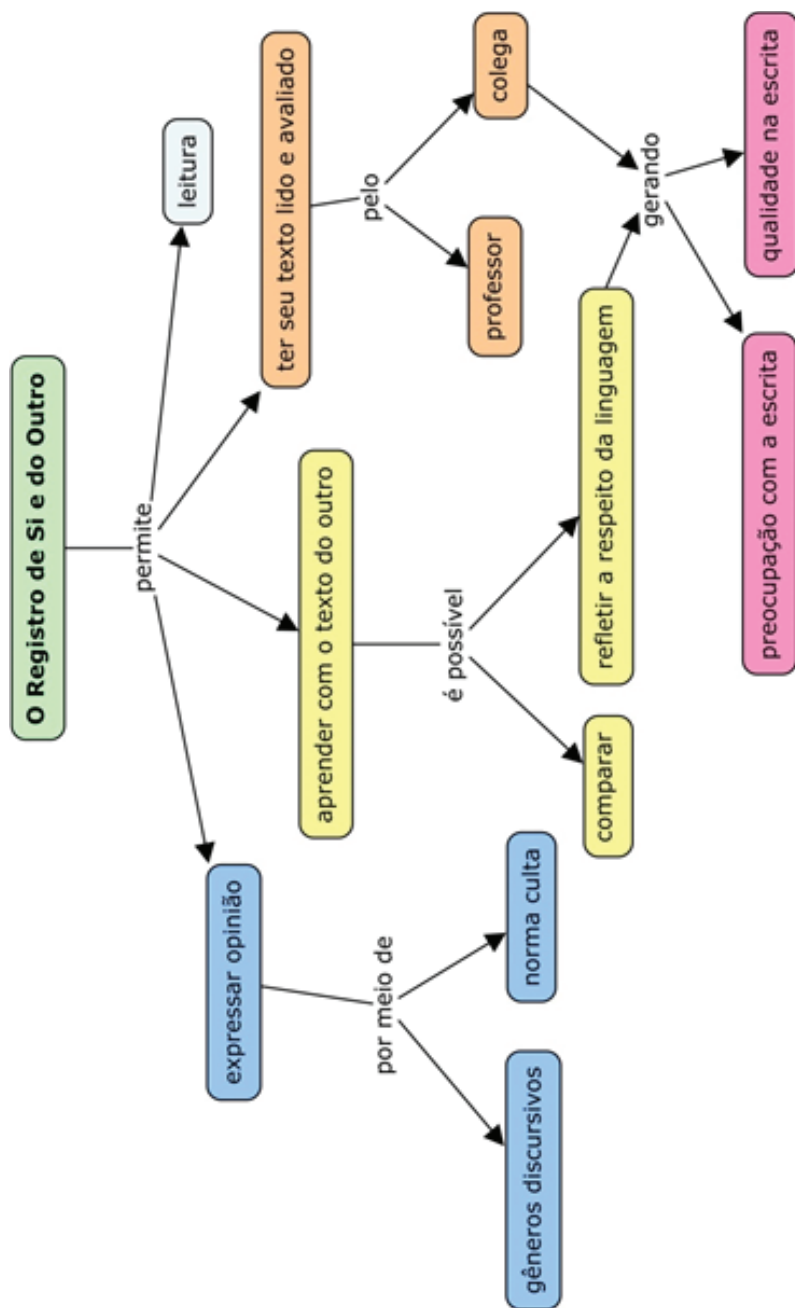 O Registro de Si e do Outro
permite
expressar opinião
aprender com o texto do outro
ter seu texto lido e avaliado
leitura
por meio de
é possível
pelo
gêneros discursivos
norma culta
comparar
refletir a respeito da linguagem
professor
colega
gerando
preocupação com a escrita
qualidade na escrita